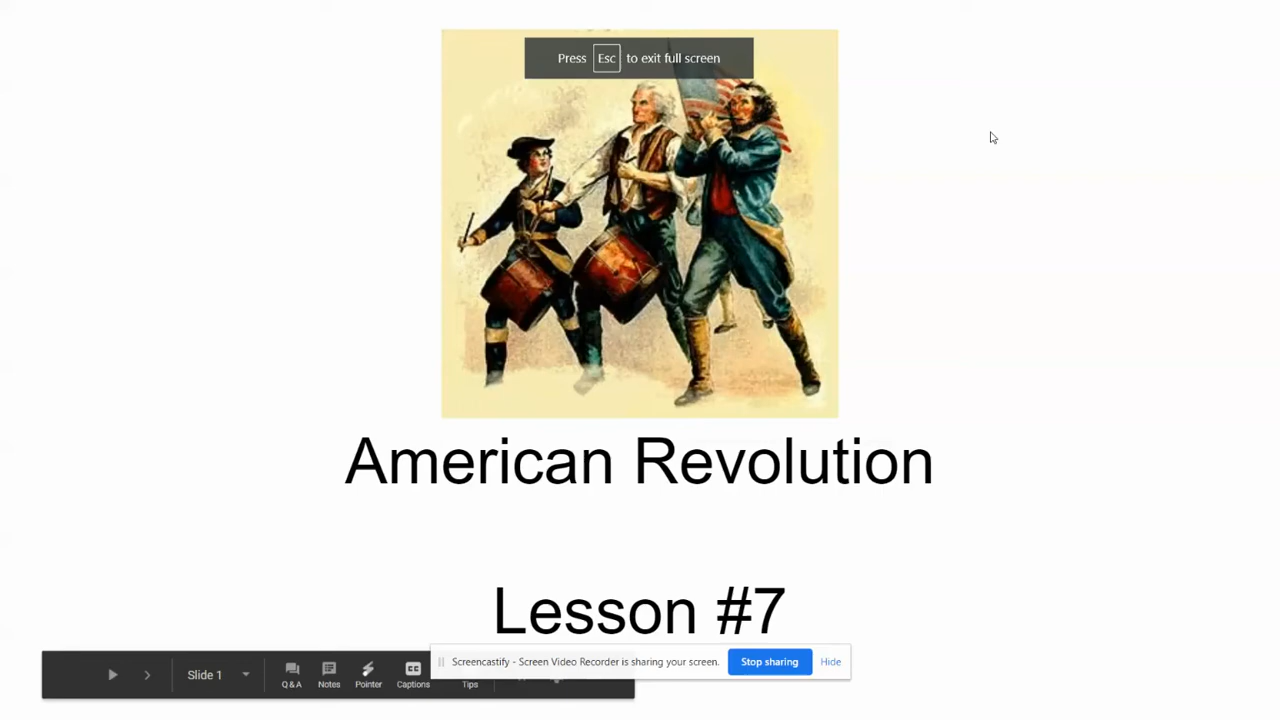 Press Esc to exit full screen
American Revolution
Lesson #7
Screencastify - Screen Video Recorder is sharing your screen. Stop sharing Hide
Slide 1
Q & A Notes Pointer Captions Tips